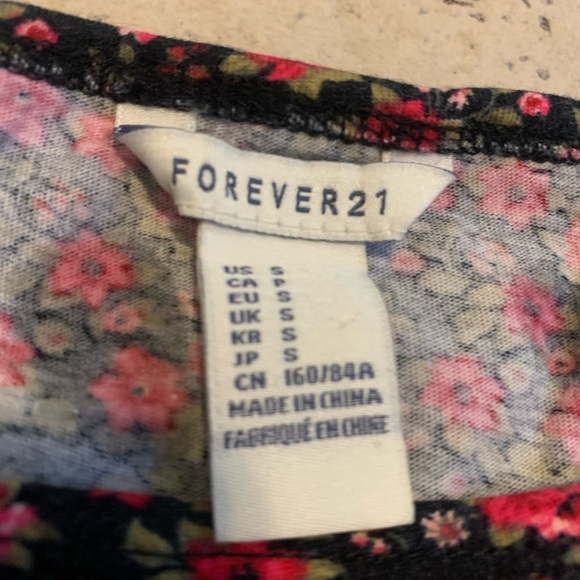 FOREVER21
US S
CA P
EU S
UK S
KR S
JP S
CN 160/84A
MADE IN CHINA
FABRIQUÉ EN CHINE